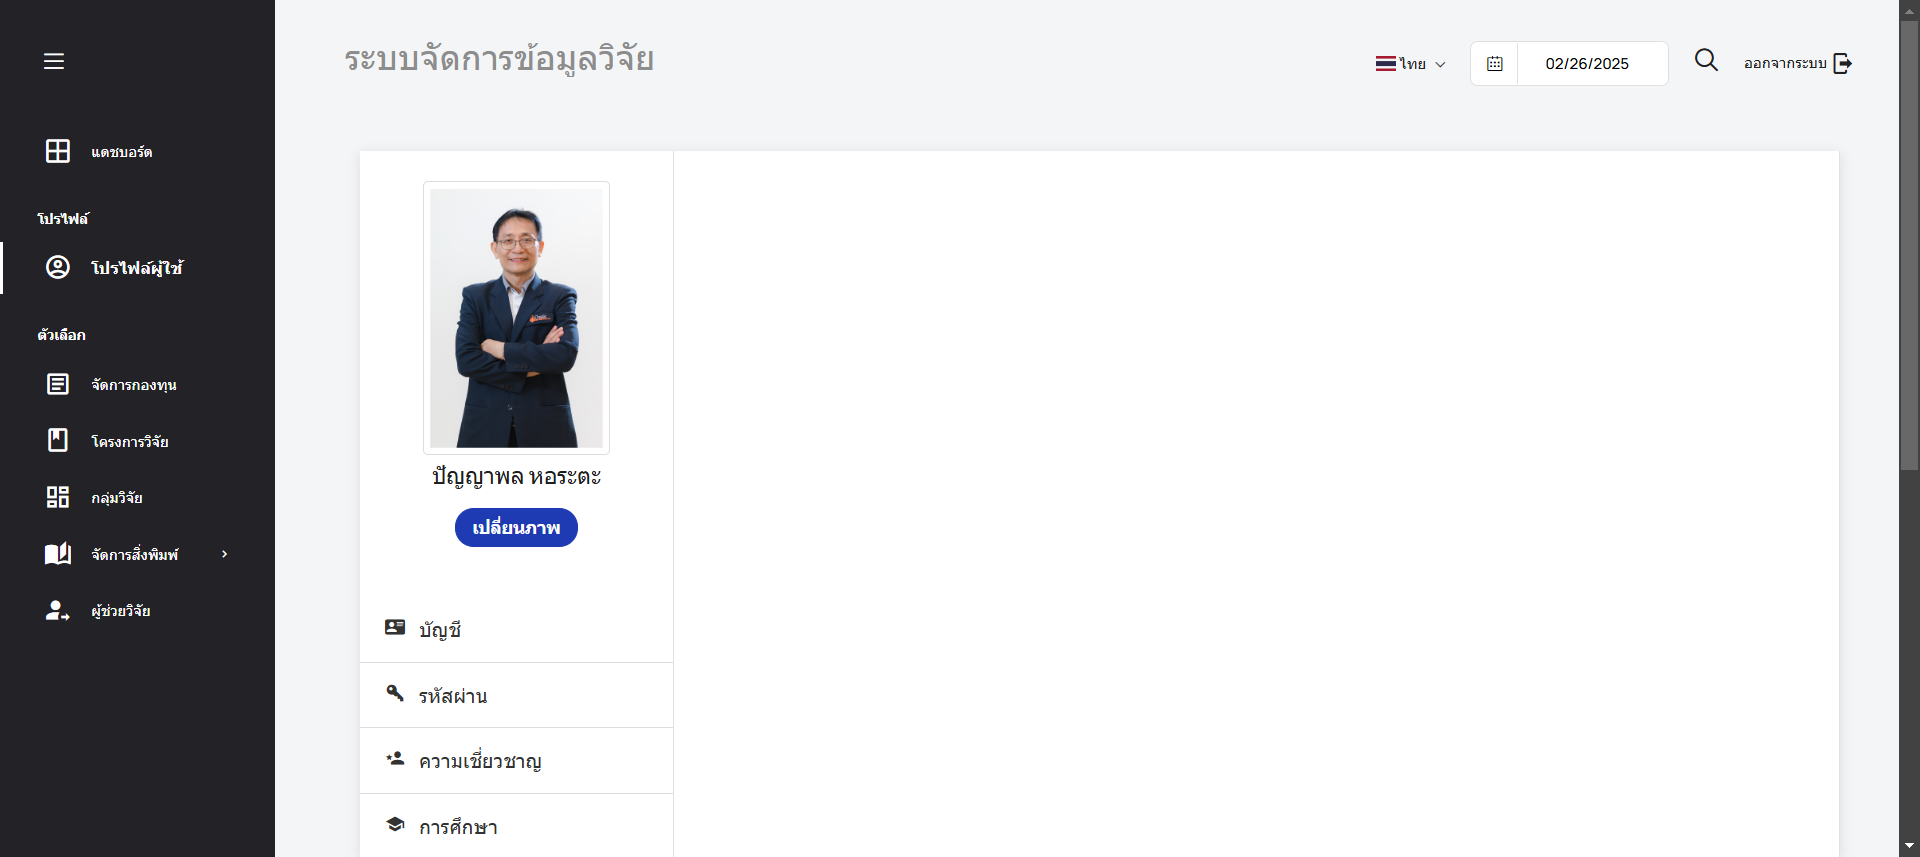 ระบบจัดการข้อมูลวิจัย
ไทย
02/26/2025
ออกจากระบบ
แดชบอร์ด
โปรไฟล์
โปรไฟล์ผู้ใช้
ตัวเลือก
จัดการกองทุน
โครงการวิจัย
กลุ่มวิจัย
จัดการสิ่งพิมพ์
ผู้ช่วยวิจัย
ปัญญาพล หอระตะ
เปลี่ยนภาพ
บัญชี
รหัสผ่าน
ความเชี่ยวชาญ
การศึกษา